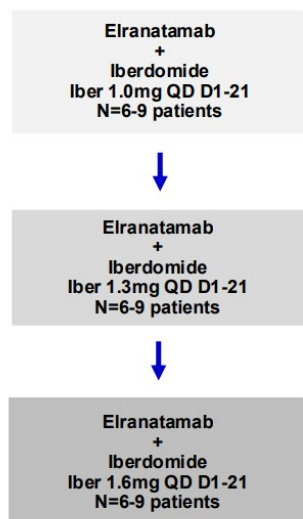 Elranatamab
+
Iberdomide
Iber 1.0mg QD D1-21
N=6-9 patients
Elranatamab
+
Iberdomide
Iber 1.3mg QD D1-21
N=6-9 patients
Elranatamab
+
Iberdomide
Iber 1.6mg QD D1-21
N=6-9 patients